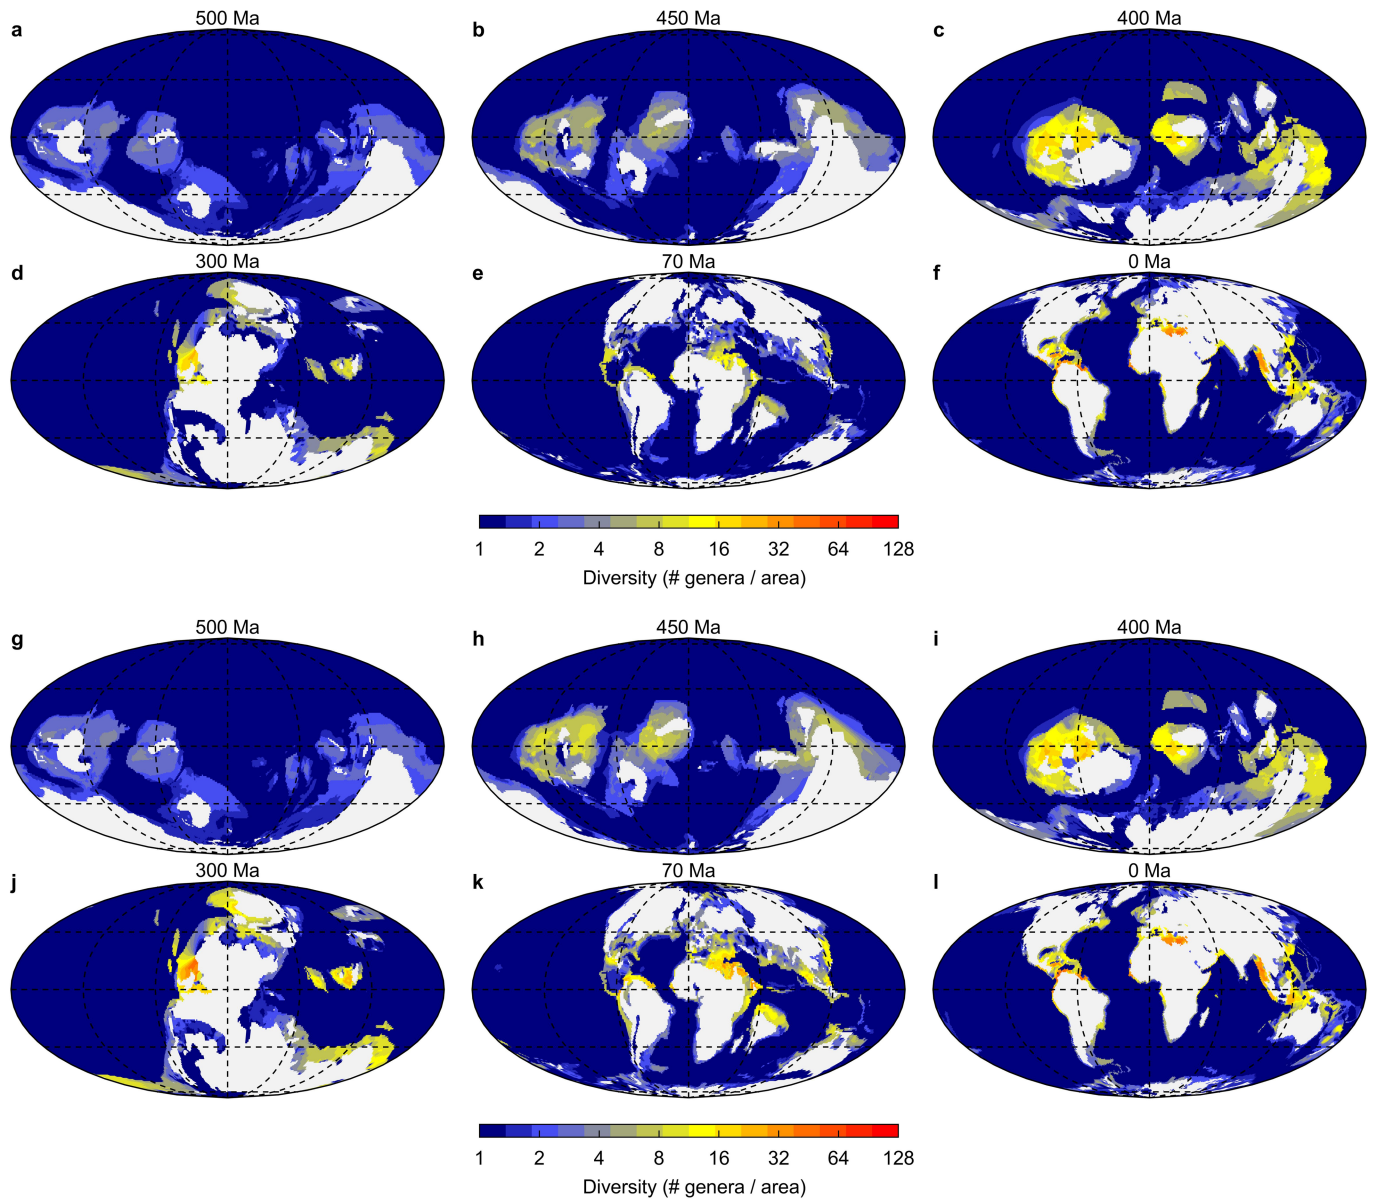 a 500 Ma b 450 Ma c 400 Ma
d 300 Ma e 70 Ma f 0 Ma
1 2 4 8 16 32 64 128
Diversity (# genera / area)
g 500 Ma h 450 Ma i 400 Ma
j 300 Ma k 70 Ma l 0 Ma
1 2 4 8 16 32 64 128
Diversity (# genera / area)